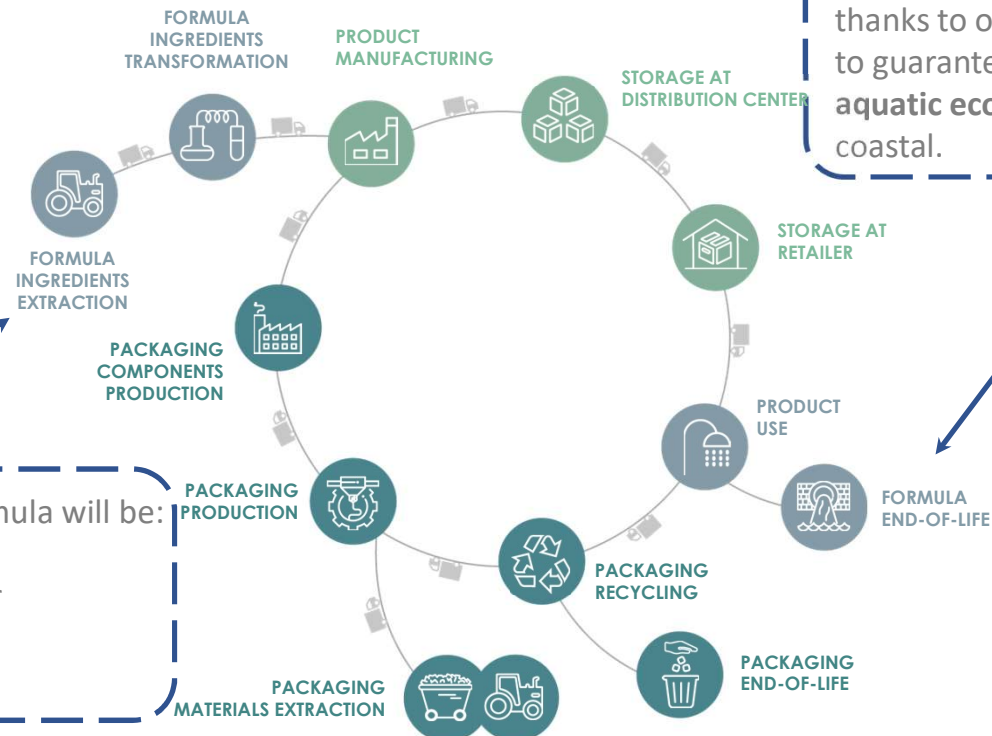 thanks to o
to guarante
aquatic eco
coastal.
FORMULA
INGREDIENTS
TRANSFORMATION
PRODUCT
MANUFACTURING
STORAGE AT
DISTRIBUTION CENTER
STORAGE AT
RETAILER
FORMULA
INGREDIENTS
EXTRACTION
PACKAGING
COMPONENTS
PRODUCTION
PRODUCT
USE
nula will be:
PACKAGING
PRODUCTION
FORMULA
END-OF-LIFE
PACKAGING
RECYCLING
PACKAGING
END-OF-LIFE
PACKAGING
MATERIALS EXTRACTION